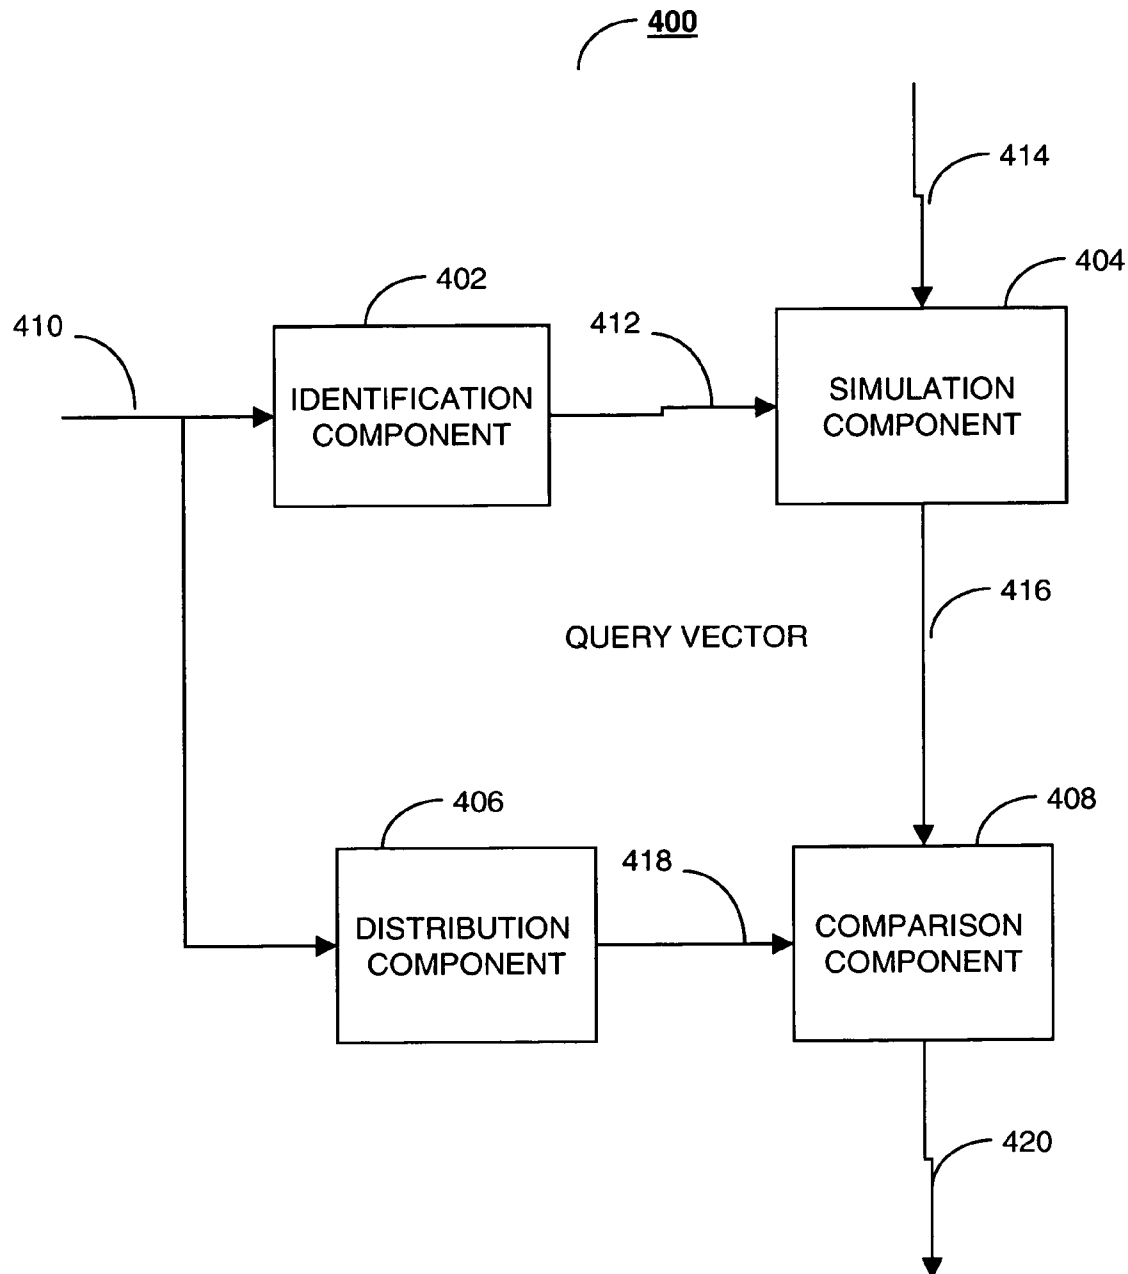 400
414
404
402
412
410
IDENTIFICATION
COMPONENT
SIMULATION
COMPONENT
416
QUERY VECTOR
406
408
418
DISTRIBUTION
COMPONENT
COMPARISON
COMPONENT
420